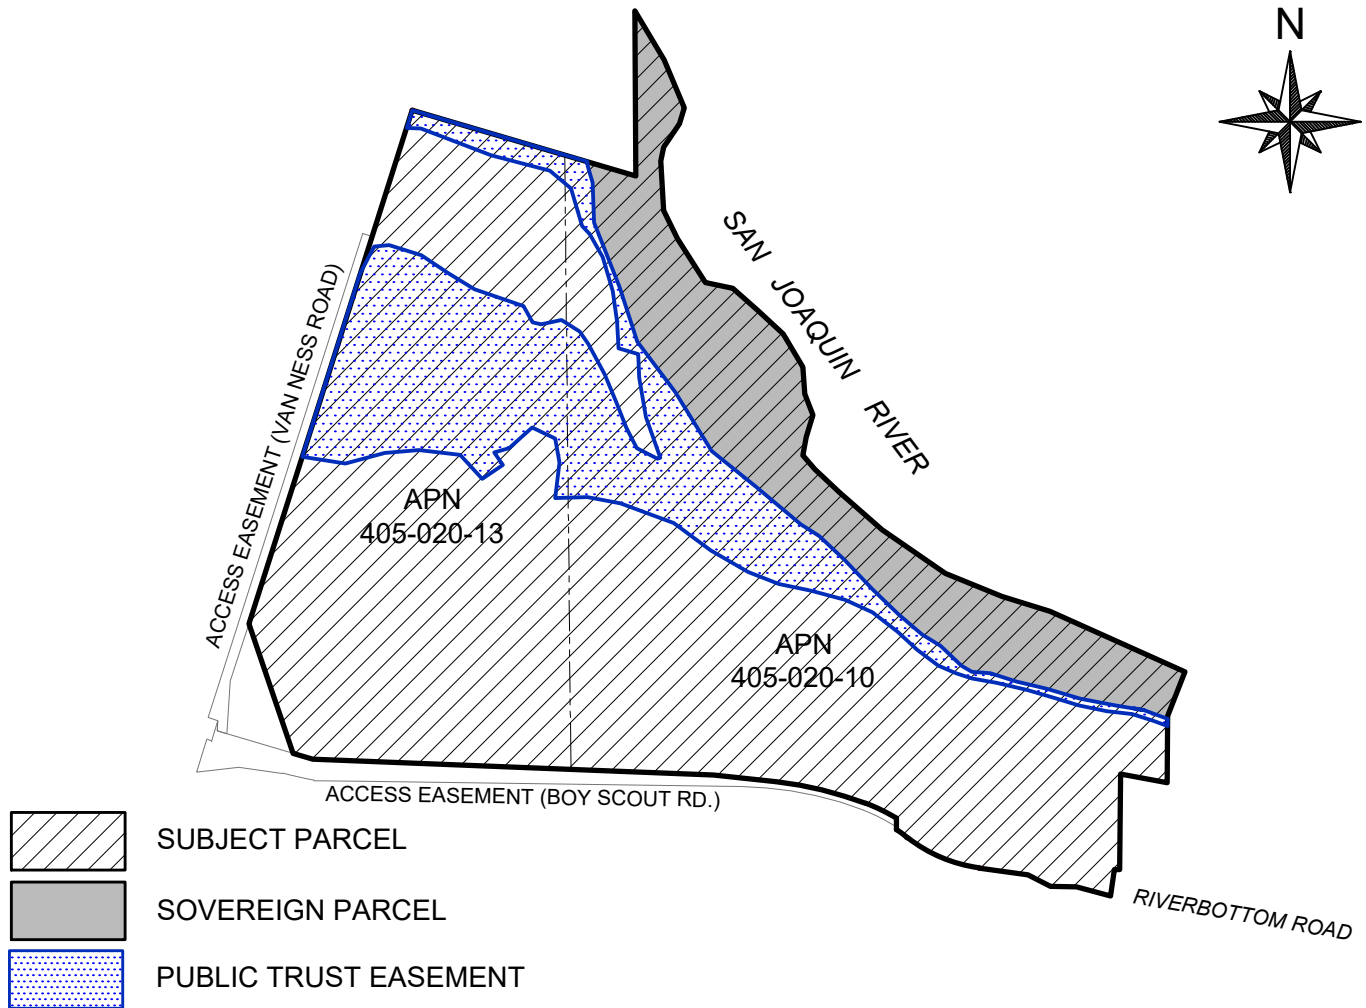 N
SAN JOAQUIN RIVER
ACCESS EASEMENT (VAN NESS ROAD)
APN
405-020-13
APN
405-020-10
ACCESS EASEMENT (BOY SCOUT RD.)
RIVERBOTTOM ROAD
SUBJECT PARCEL
SOVEREIGN PARCEL
PUBLIC TRUST EASEMENT